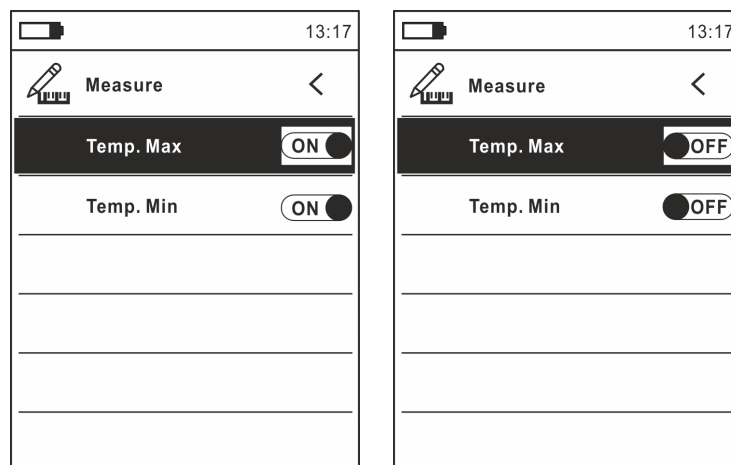 13:17
Measure
Temp. Max ON
Temp. Min ON
13:17
Measure
Temp. Max OFF
Temp. Min OFF